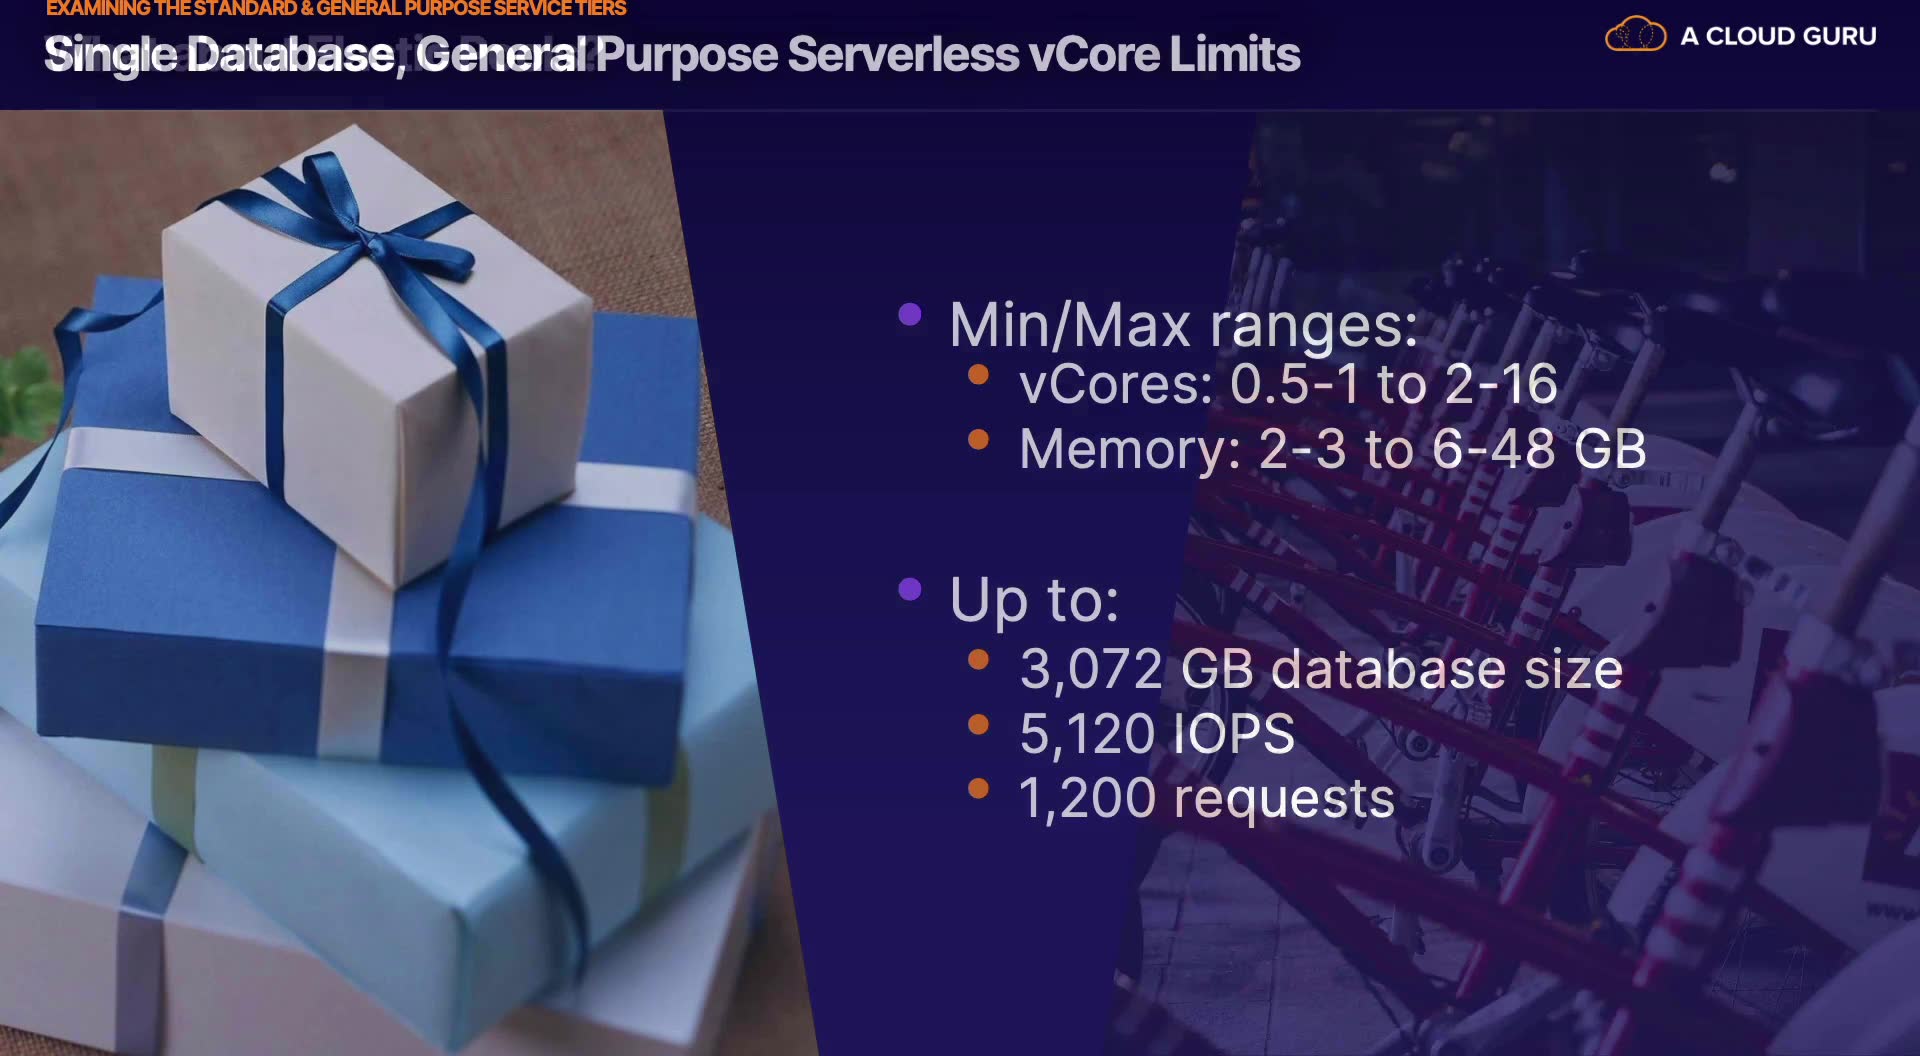 EXAMINING THE STANDARD & GENERAL PURPOSE SERVICE TIERS
Single Database, General Purpose Serverless vCore Limits
A CLOUD GURU
Min/Max ranges:
vCores: 0.5-1 to 2-16
Memory: 2-3 to 6-48 GB
Up to:
3,072 GB database size
5,120 IOPS
1,200 requests